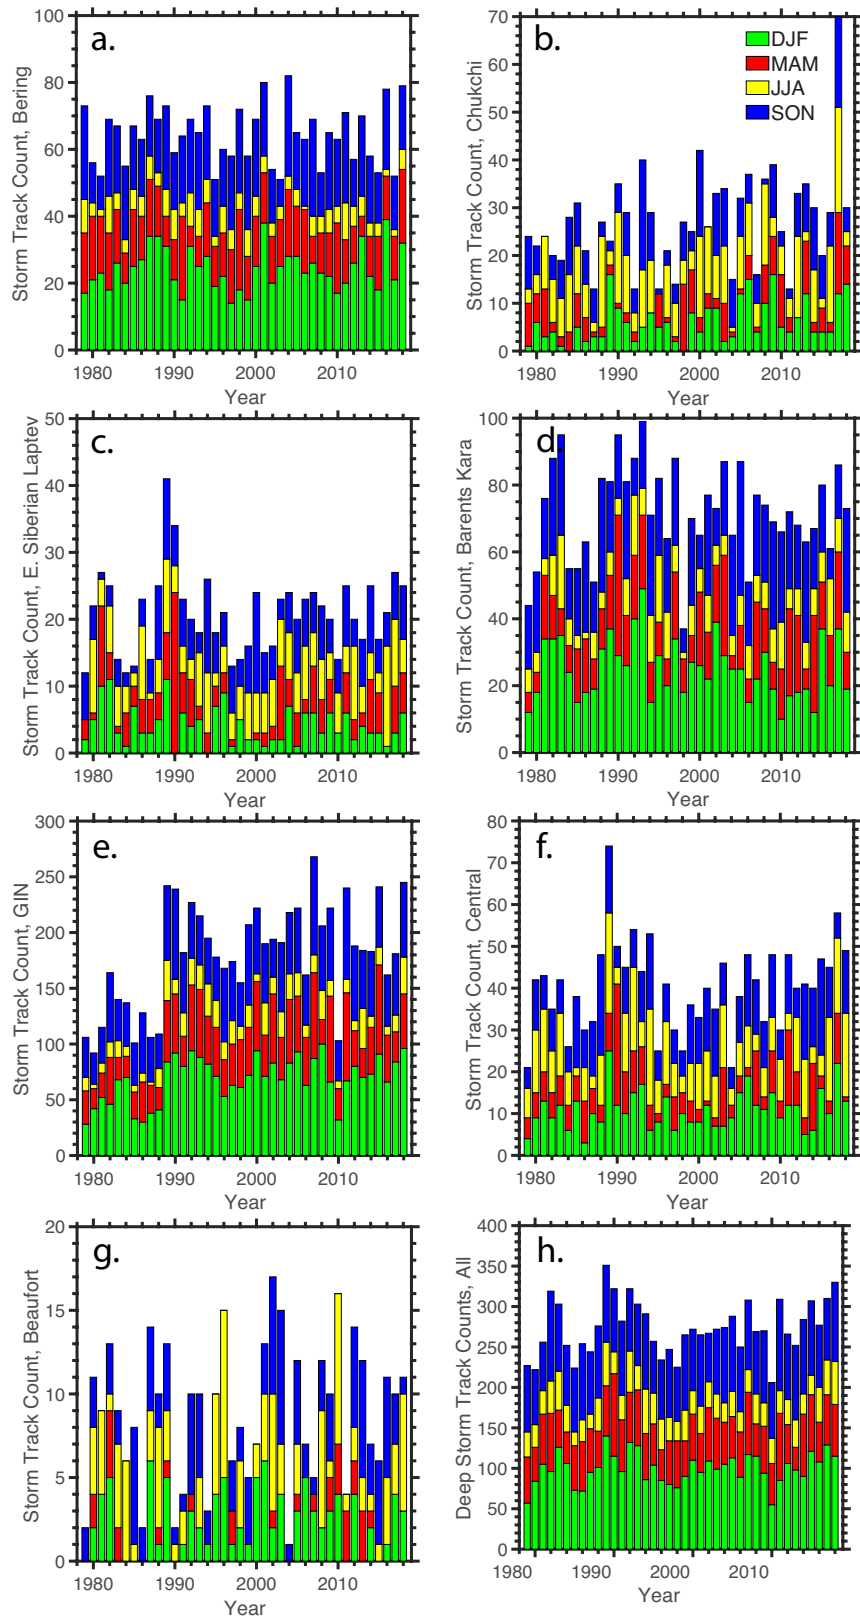 a.
Storm Track Count, Bering
100
80
60
40
20
0
1980 1990 2000 2010
Year
b.
DJF
MAM
JJA
SON
Storm Track Count, Chukchi
70
60
50
40
30
20
10
0
1980 1990 2000 2010
Year
c.
Storm Track Count, E. Siberian Laptev
50
40
30
20
10
0
1980 1990 2000 2010
Year
d.
Storm Track Count, Barents Kara
100
80
60
40
20
0
1980 1990 2000 2010
Year
e.
Storm Track Count, GIN
300
250
200
150
100
50
0
1980 1990 2000 2010
Year
f.
Storm Track Count, Central
80
70
60
50
40
30
20
10
0
1980 1990 2000 2010
Year
g.
Storm Track Count, Beaufort
20
15
10
5
0
1980 1990 2000 2010
Year
h.
Deep Storm Track Counts, All
400
350
300
250
200
150
100
50
0
1980 1990 2000 2010
Year